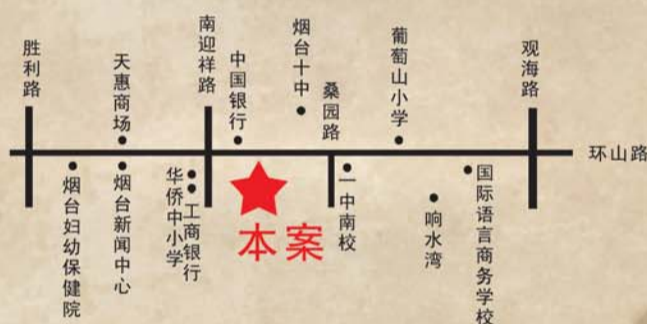 胜利路
天惠商场
南迎祥路
中国银行
烟台十中
桑园路
葡萄山小学
观海路
环山路
烟台妇幼保健院
烟台新闻中心
华侨中小学
工商银行
本案
一中南校
响水湾
国际语言商务学校